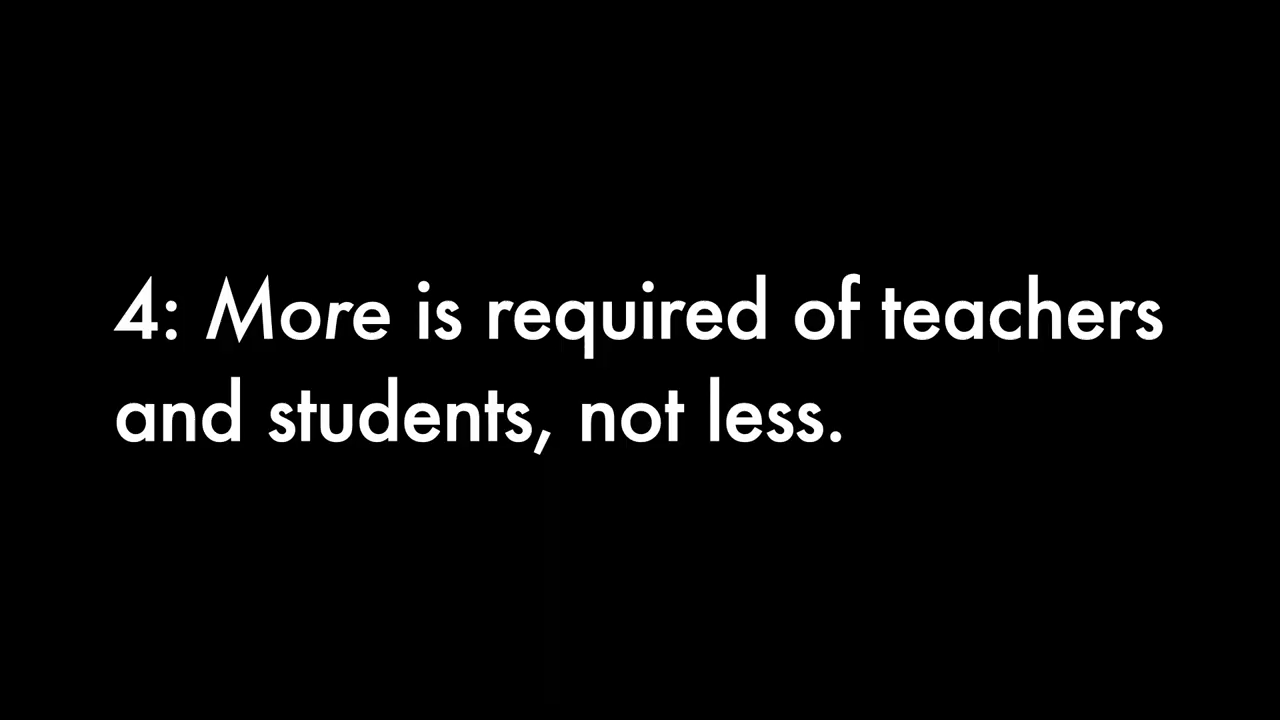 4: More is required of teachers
and students, not less.